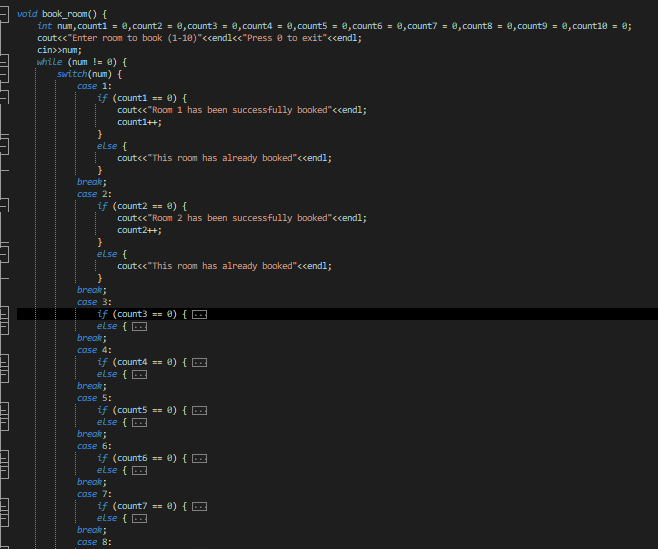 void book_room() {
int num,count1 = 0,count2 = 0,count3 = 0,count4 = 0,count5 = 0,count6 = 0,count7 = 0,count8 = 0,count9 = 0,count10 = 0;
cout<<"Enter room to book (1-10)"<<endl<<"Press 0 to exit"<<endl;
cin>>num;
while (num != 0) {
switch(num) {
case 1:
if (count1 == 0) {
cout<<"Room 1 has been successfully booked"<<endl;
count1++;
}
else {
cout<<"This room has already booked"<<endl;
}
break;
case 2:
if (count2 == 0) {
cout<<"Room 2 has been successfully booked"<<endl;
count2++;
}
else {
cout<<"This room has already booked"<<endl;
}
break;
case 3:
if (count3 == 0) { ...
else { ...
break;
case 4:
if (count4 == 0) { ...
else { ...
break;
case 5:
if (count5 == 0) { ...
else { ...
break;
case 6:
if (count6 == 0) { ...
else { ...
break;
case 7:
if (count7 == 0) { ...
else { ...
break;
case 8: